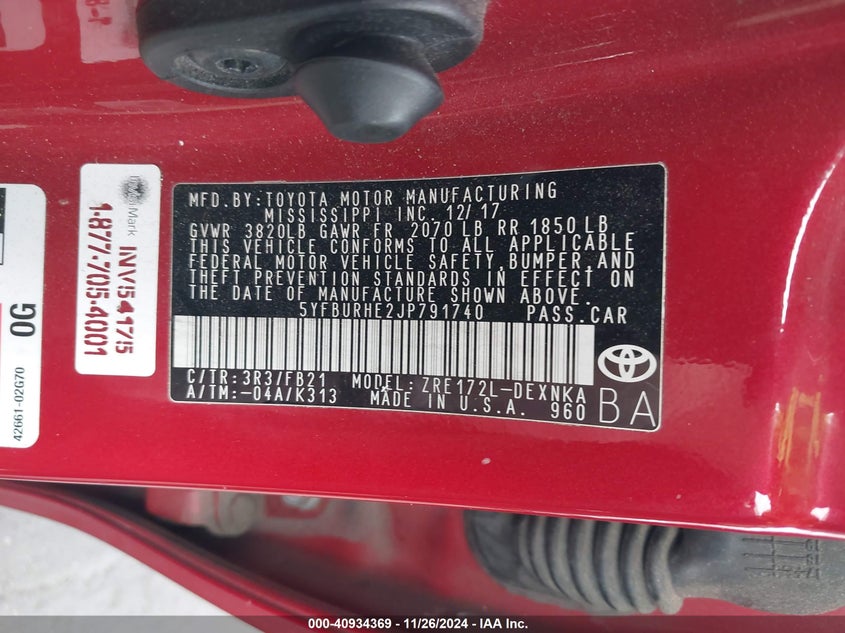 MFD.BY:TOYOTA MOTOR MANUFACTURING
MISSISSIPPI INC. 12/17
GVWR 3820LB GAWR FR 2070 LB RR 1850 LB
THIS VEHICLE CONFORMS TO ALL APPLICABLE
FEDERAL MOTOR VEHICLE SAFETY,BUMPER,AND
THEFT PREVENTION STANDARDS IN EFFECT ON
THE DATE OF MANUFACTURE SHOWN ABOVE.
5YFBURHE2JP791740 PASS.CAR
C/TR:3R3/FB21 MODEL: ZRE172L-DEXNKA
A/TM:-04A/K313 MADE IN U.S.A. 960
BA
INV15417/5
1-877-705-4001
0G
42661-02G70
000-40934369 - 11/26/2024 - IAA Inc.